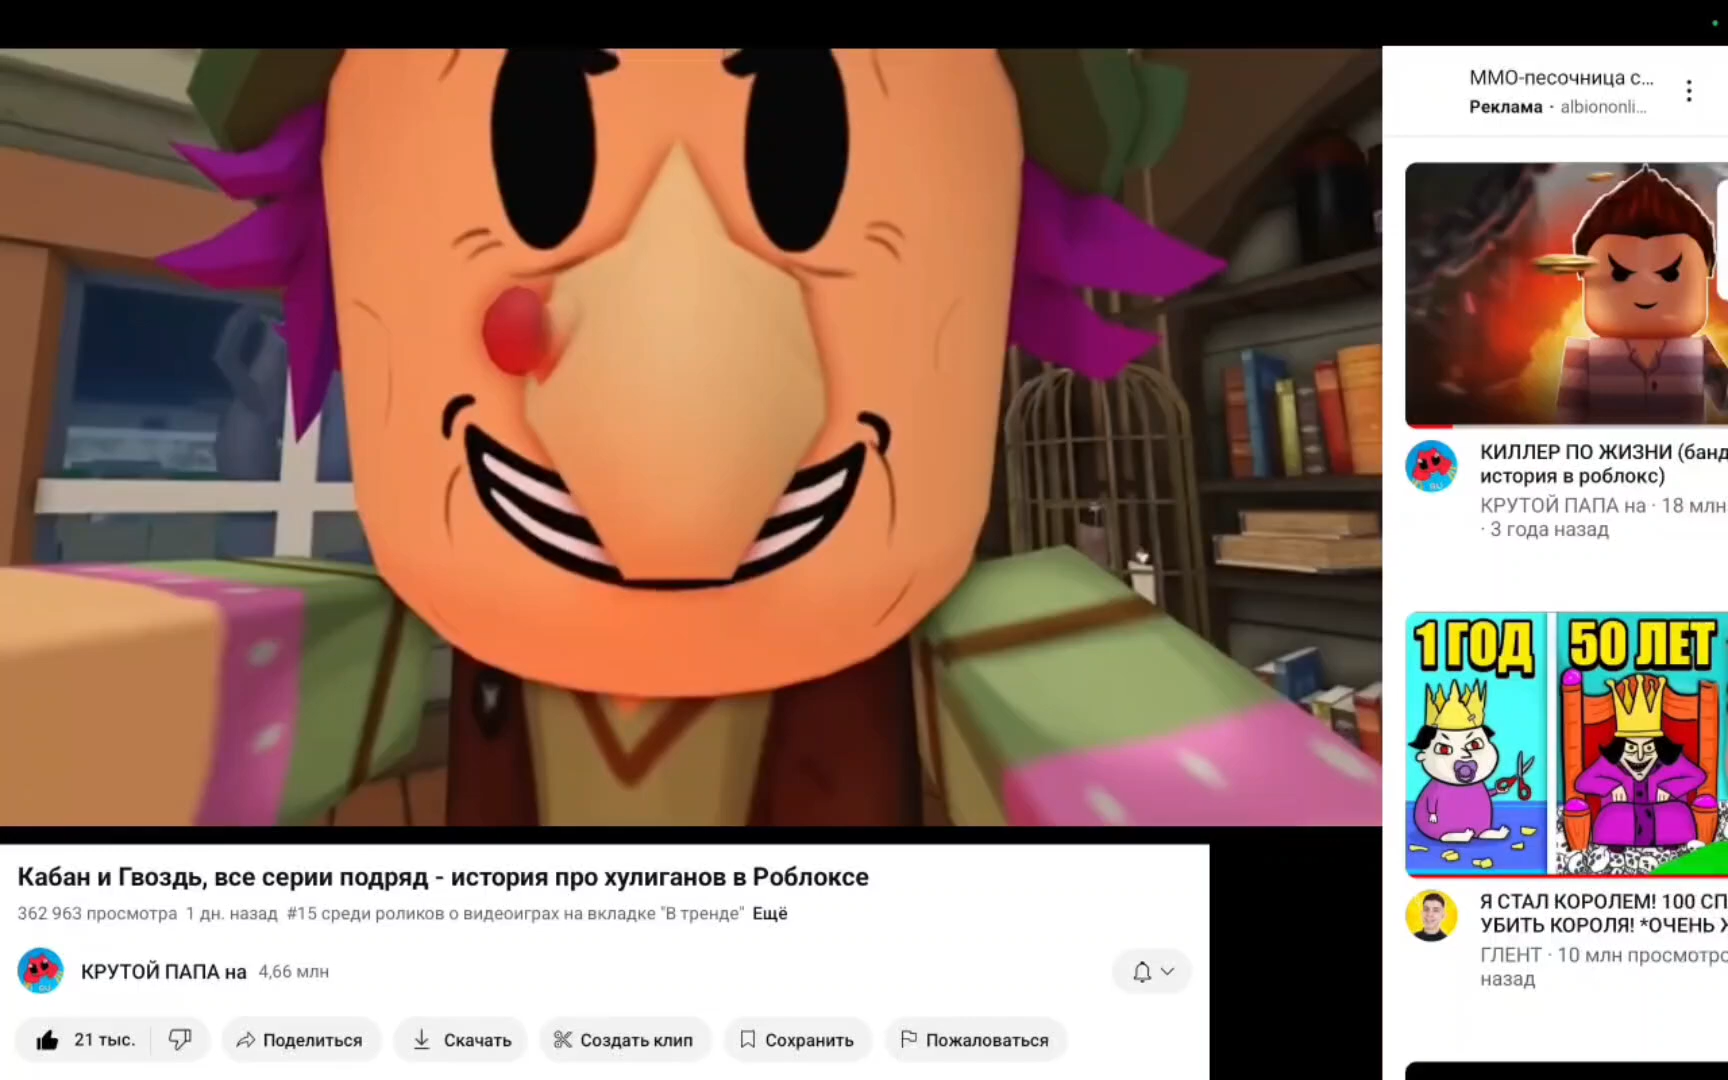 ММО-песочница с...
Реклама · albiononli...
КИЛЛЕР ПО ЖИЗНИ (банд
история в роблокс)
КРУТОЙ ПАПА на · 18 млн
· 3 года назад
1 ГОД
50 ЛЕТ
Я СТАЛ КОРОЛЕМ! 100 СП
УБИТЬ КОРОЛЯ! *ОЧЕНЬ
ГЛЕНТ · 10 млн просмотро
назад
Кабан и Гвоздь, все серии подряд - история про хулиганов в Роблоксе
362 963 просмотра 1 дн. назад #15 среди роликов о видеоиграх на вкладке "В тренде" Ещё
КРУТОЙ ПАПА на 4,66 млн
21 тыс.
Поделиться
Скачать
Создать клип
Сохранить
Пожаловаться